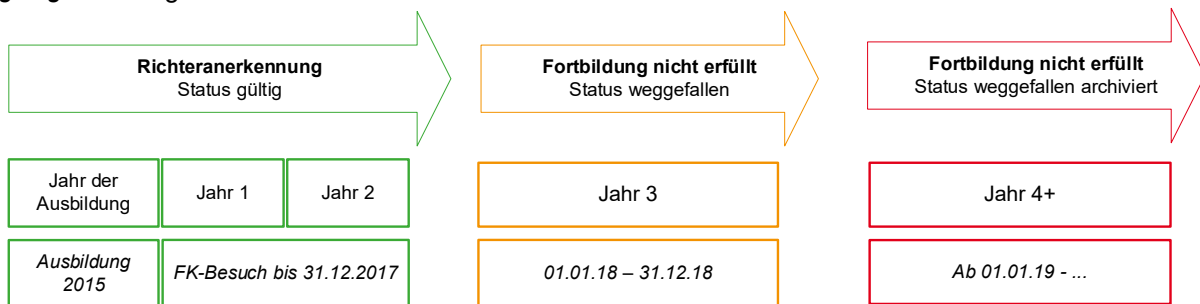 Richteranerkennung
Status gültig
Fortbildung nicht erfüllt
Status weggefallen
Fortbildung nicht erfüllt
Status weggefallen archiviert
Jahr der
Ausbildung
Jahr 1
Jahr 2
Jahr 3
Jahr 4+
Ausbildung
2015
FK-Besuch bis 31.12.2017
01.01.18 – 31.12.18
Ab 01.01.19 - ...